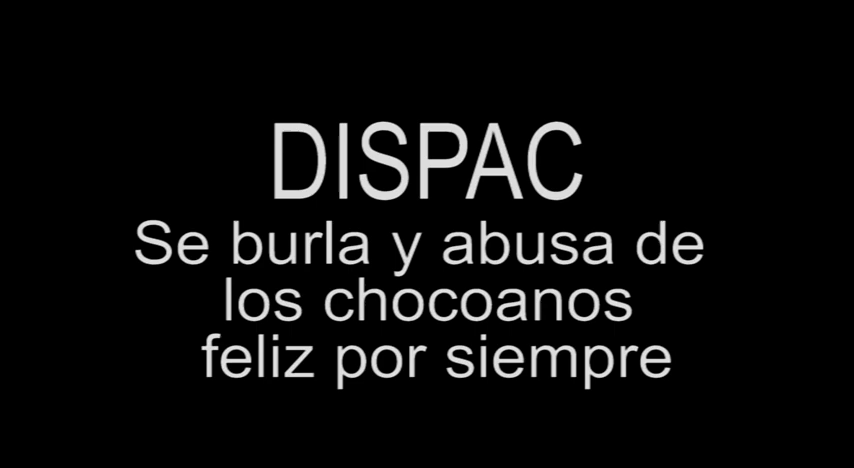 DISPAC
Se burla y abusa de
los chocoanos
feliz por siempre